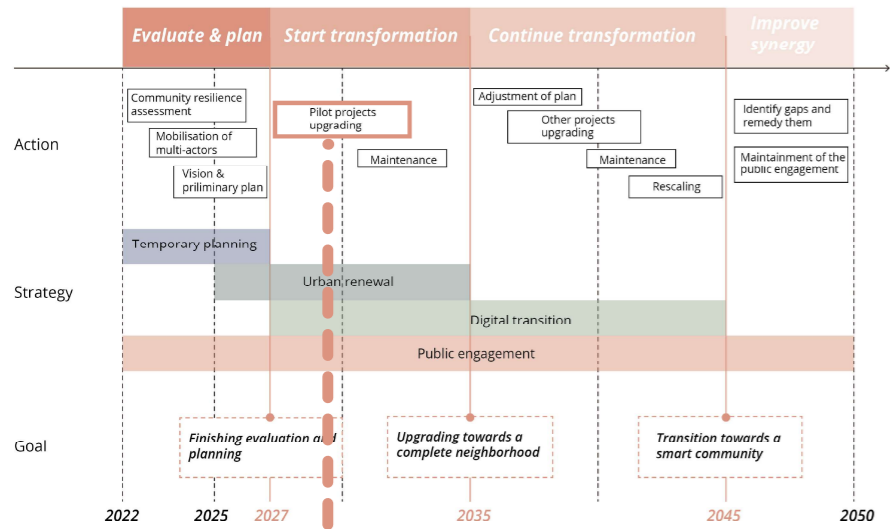 Evaluate & plan
Start transformation
Continue transformation
Improve
synergy
Action
Community resilience
assessment
Mobilisation of
multi-actors
Vision &
priliminary plan
Pilot projects
upgrading
Maintenance
Adjustment of plan
Other projects
upgrading
Maintenance
Rescaling
Identify gaps and
remedy them
Maintainment of the
public engagement
Strategy
Temporary planning
Urban renewal
Digital transition
Public engagement
Goal
Finishing evaluation and
planning
Upgrading towards a
complete neighborhood
Transition towards a
smart community
2022
2025
2027
2035
2045
2050